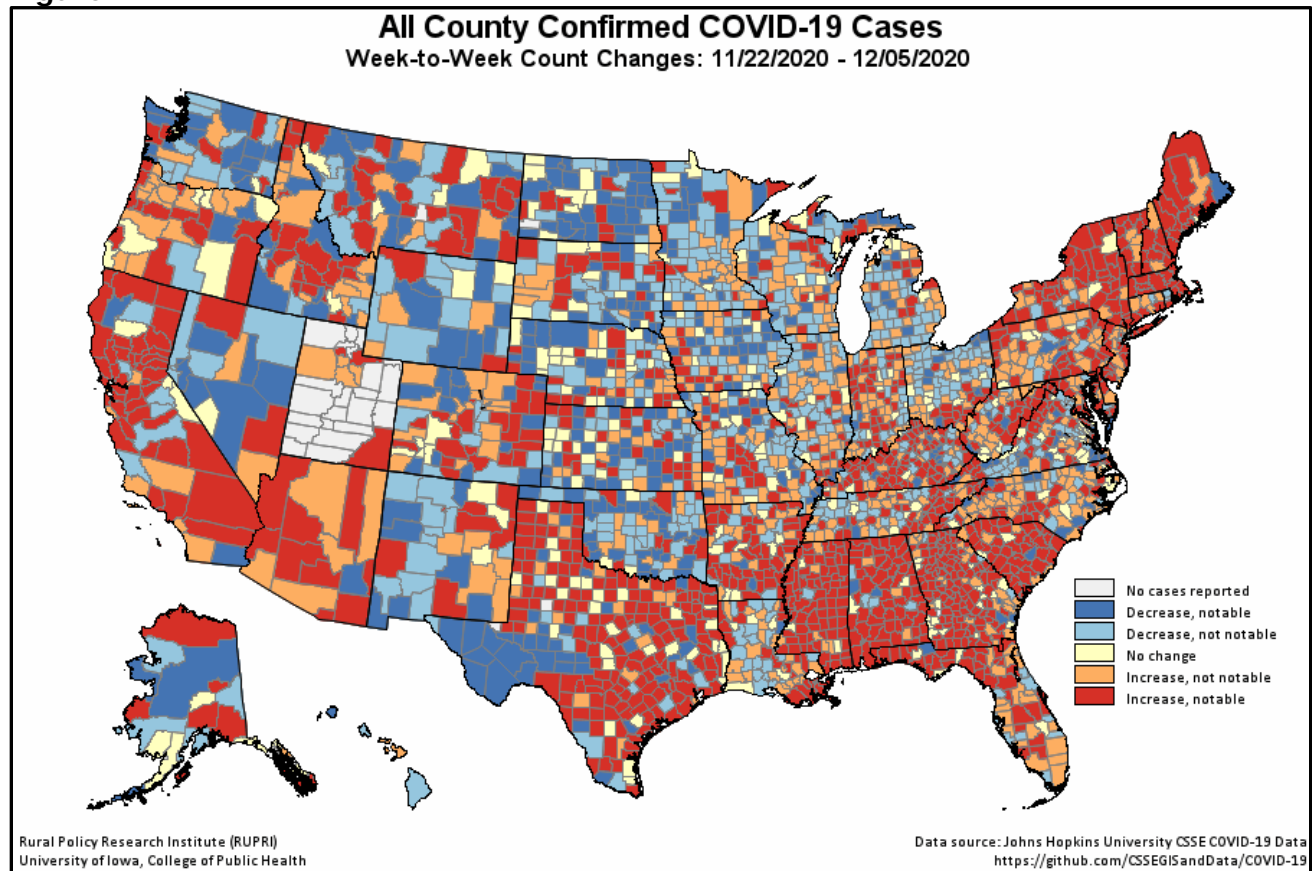 All County Confirmed COVID-19 Cases
Week-to-Week Count Changes: 11/22/2020 - 12/05/2020
No cases reported
Decrease, notable
Decrease, not notable
No change
Increase, not notable
Increase, notable
Rural Policy Research Institute (RUPRI)
University of Iowa, College of Public Health
Data source: Johns Hopkins University CSSE COVID-19 Data
https://github.com/CSSEGISandData/COVID-19